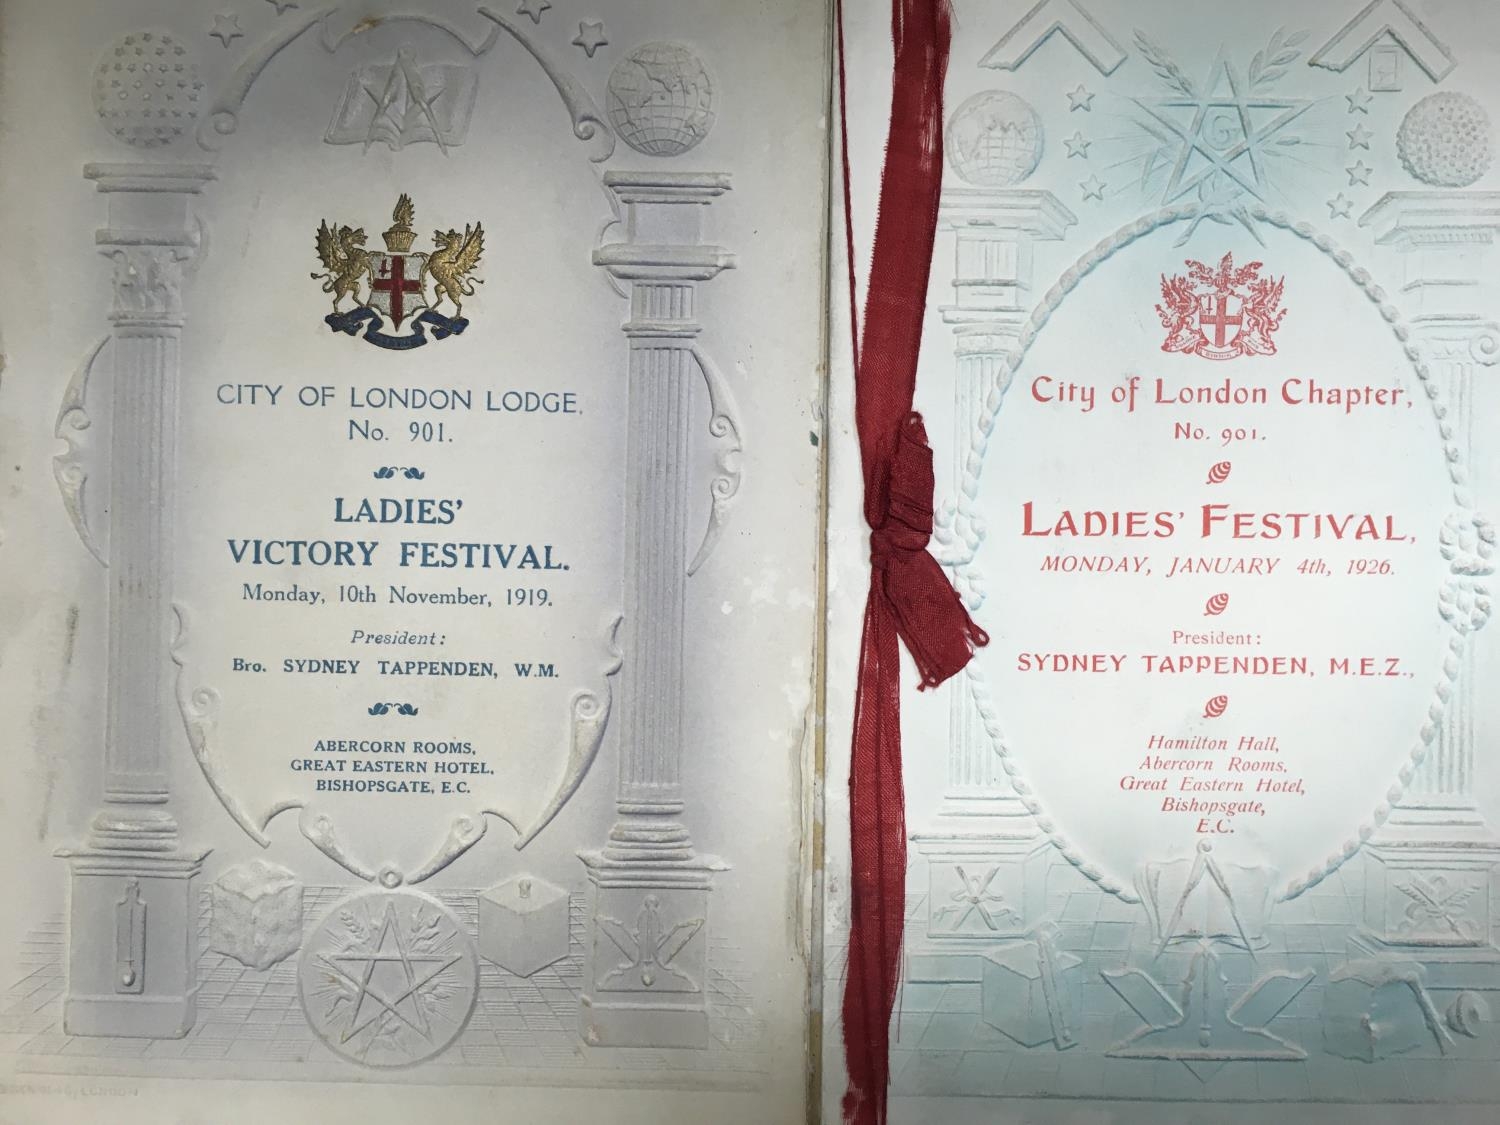 CITY OF LONDON LODGE,
No. 901.
LADIES'
VICTORY FESTIVAL.
Monday, 10th November, 1919.
President:
Bro. SYDNEY TAPPENDEN, W.M.
ABERCORN ROOMS,
GREAT EASTERN HOTEL,
BISHOPSGATE, E.C.
LONDON
G
City of London Chapter,
No. 901.
LADIES' FESTIVAL,
MONDAY, JANUARY 4th, 1926.
President:
SYDNEY TAPPENDEN, M.E.Z.,
Hamilton Hall,
Abercorn Rooms,
Great Eastern Hotel,
Bishopsgate,
E.C.